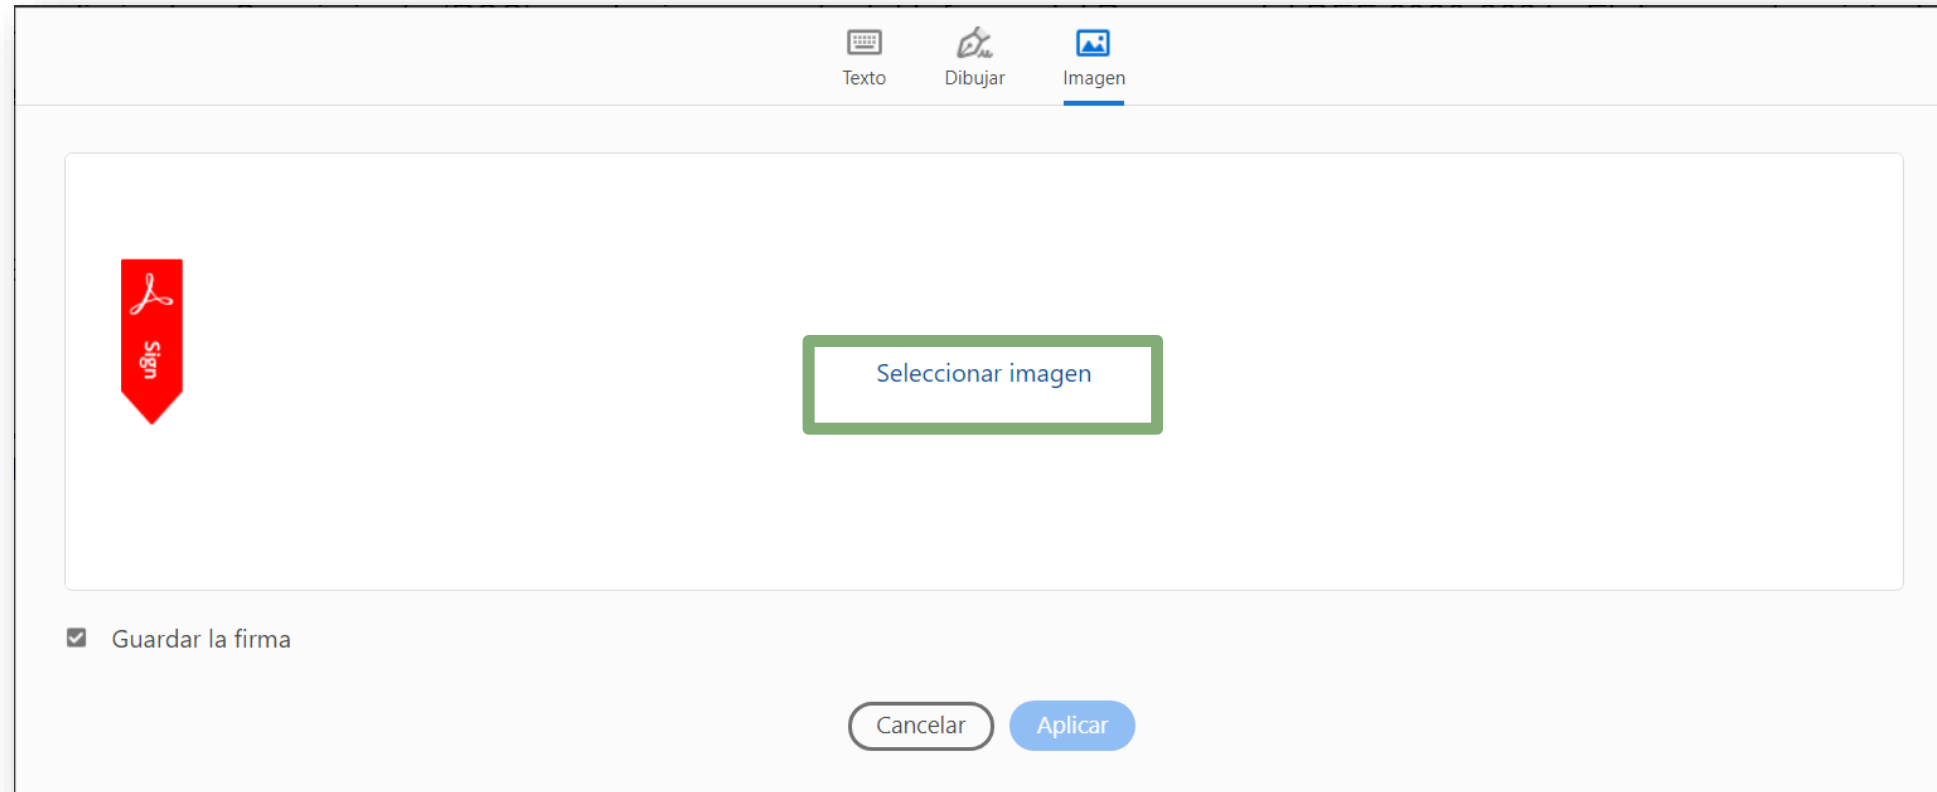 Texto
Dibujar
Imagen
Sign
Seleccionar imagen
Guardar la firma
Cancelar
Aplicar